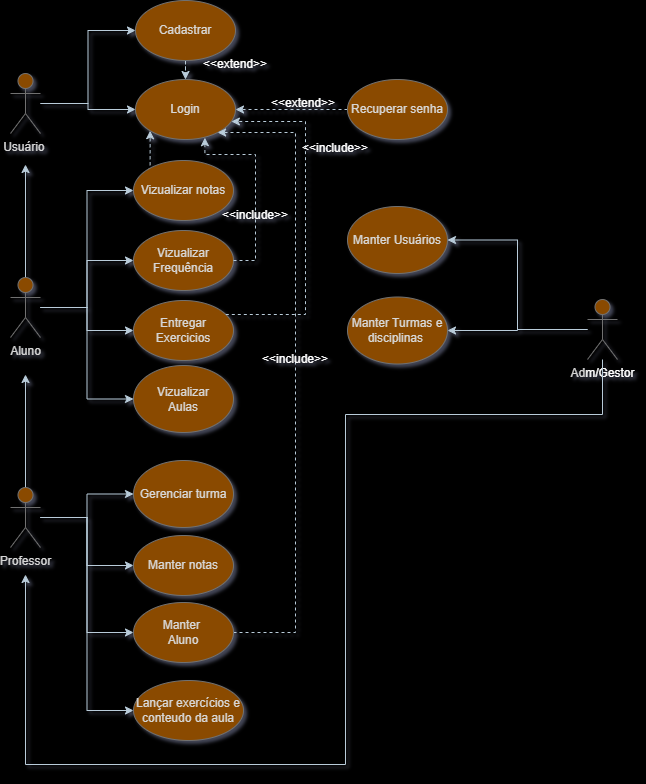 Cadastrar
<<extend>>
Login
<<extend>>
Recuperar senha
Usuário
<<include>>
Vizualizar notas
<<include>>
Manter Usuários
Vizualizar
Frequência
Entregar
Exercicios
Manter Turmas e
disciplinas
Aluno
<<include>>
Adm/Gestor
Vizualizar
Aulas
Gerenciar turma
Professor
Manter notas
Manter
Aluno
Lançar exercícios e
conteudo da aula